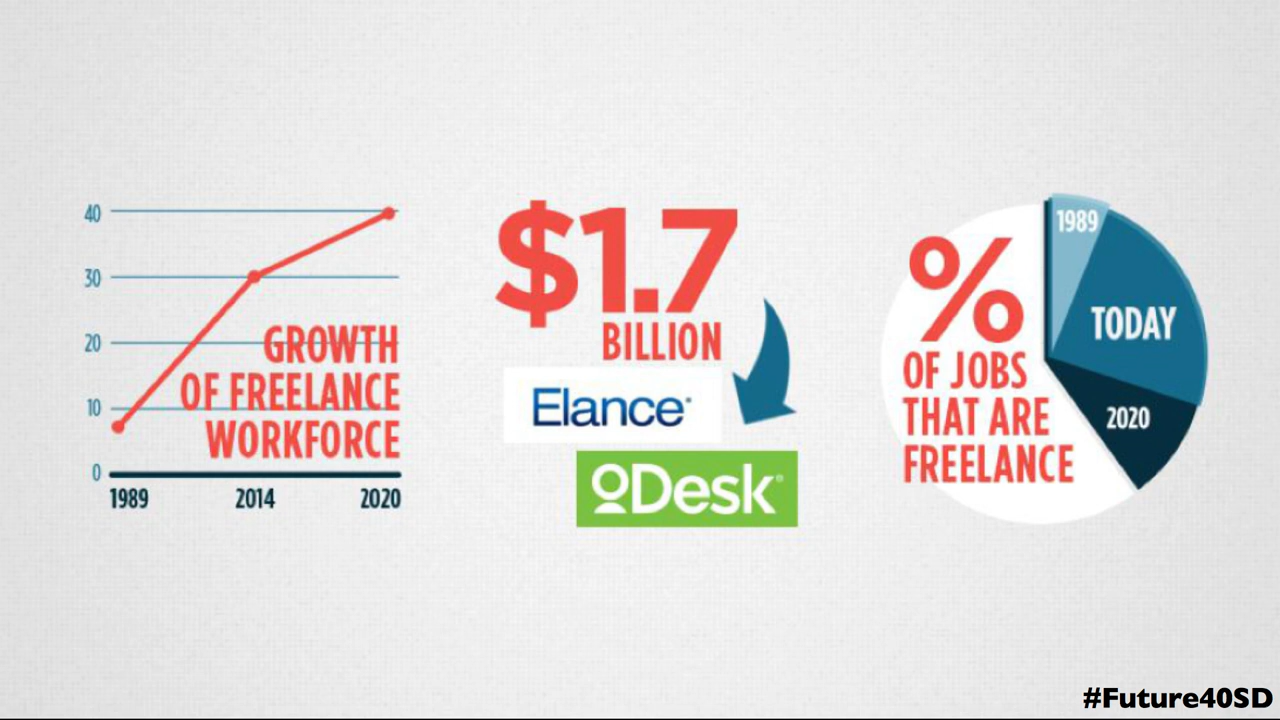 40
30
20
10
0
1989 2014 2020
GROWTH
OF FREELANCE
WORKFORCE
$1.7
BILLION
Elance®
oDesk®
%
OF JOBS
THAT ARE
FREELANCE
1989
TODAY
2020
#Future40SD